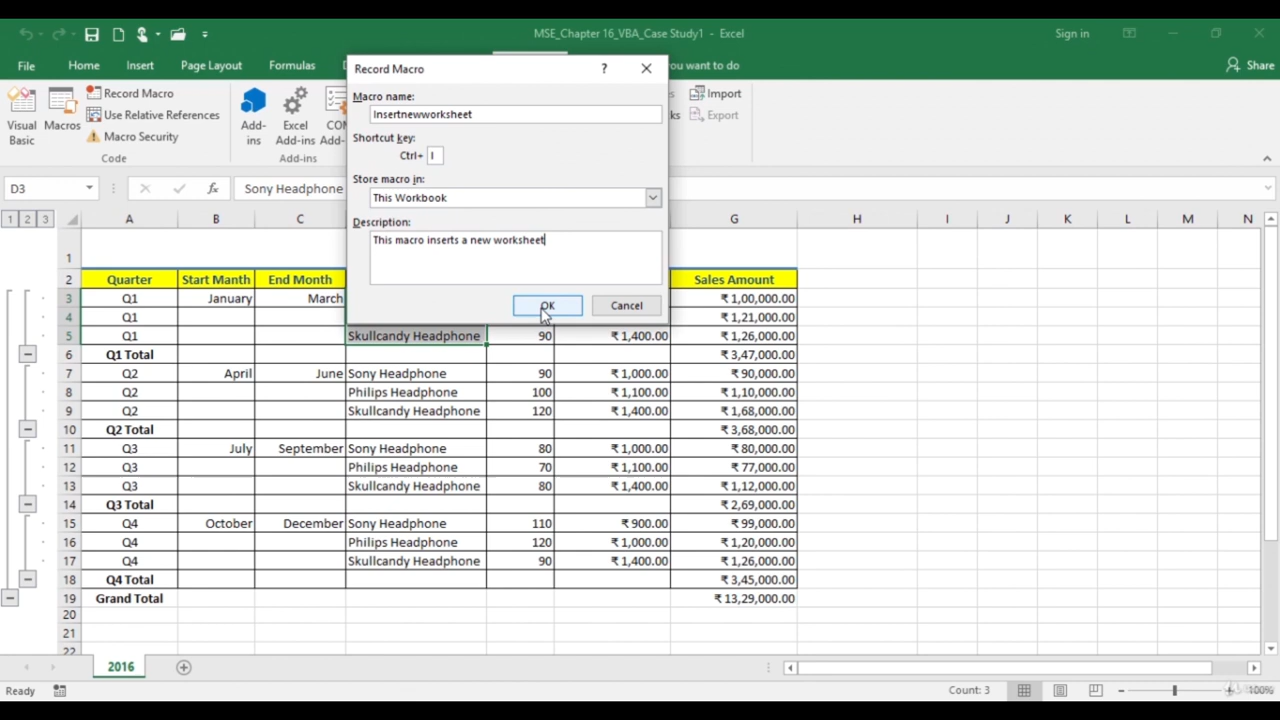 MSE_Chapter 16_VBA_Case Study1 - Excel
Sign in
File Home Insert Page Layout Formulas you want to do Share
Record Macro
?
Macro name:
Insertnewworksheet
Shortcut key:
Ctrl+
Store macro in:
This Workbook
Description:
This macro inserts a new worksheet
OK Cancel
Visual Basic
Macros
Record Macro
Use Relative References
Macro Security
Code
Add-ins
Excel Add-ins
Add-ins
Import
Export
D3 fx Sony Headphone
1 2 3 A B C G H I J K L M N
1
2 Quarter Start Manth End Month Sales Amount
3 Q1 January March ₹ 1,00,000.00
4 Q1 ₹ 1,21,000.00
5 Q1 Skullcandy Headphone 90 ₹ 1,400.00 ₹ 1,26,000.00
6 Q1 Total ₹ 3,47,000.00
7 Q2 April June Sony Headphone 90 ₹ 1,000.00 ₹ 90,000.00
8 Q2 Philips Headphone 100 ₹ 1,100.00 ₹ 1,10,000.00
9 Q2 Skullcandy Headphone 120 ₹ 1,400.00 ₹ 1,68,000.00
10 Q2 Total ₹ 3,68,000.00
11 Q3 July September Sony Headphone 80 ₹ 1,000.00 ₹ 80,000.00
12 Q3 Philips Headphone 70 ₹ 1,100.00 ₹ 77,000.00
13 Q3 Skullcandy Headphone 80 ₹ 1,400.00 ₹ 1,12,000.00
14 Q3 Total ₹ 2,69,000.00
15 Q4 October December Sony Headphone 110 ₹ 900.00 ₹ 99,000.00
16 Q4 Philips Headphone 120 ₹ 1,000.00 ₹ 1,20,000.00
17 Q4 Skullcandy Headphone 90 ₹ 1,400.00 ₹ 1,26,000.00
18 Q4 Total ₹ 3,45,000.00
19 Grand Total ₹ 13,29,000.00
20
21
22
2016
Ready Count: 3 100%